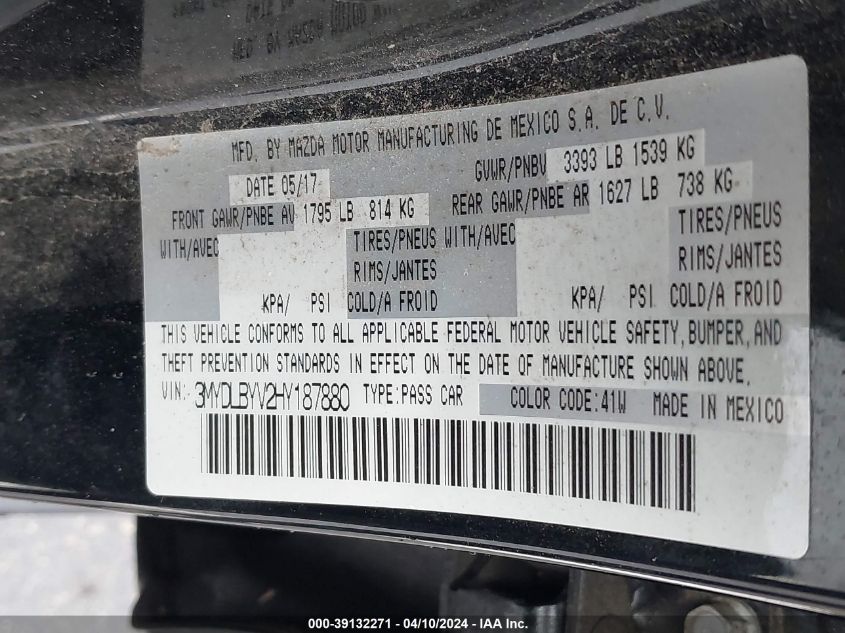 MFD. BY MAZDA MOTOR MANUFACTURING DE MEXICO S.A. DE C.V.
DATE 05/17 GVWR/PNBV 3393 LB 1539 KG
FRONT GAWR/PNBE AV 1795 LB 814 KG REAR GAWR/PNBE AR 1627 LB 738 KG
WITH/AVEC TIRES/PNEUS WITH/AVEC TIRES/PNEUS
RIMS/JANTES RIMS/JANTES
KPA/ PSI COLD/A FROID KPA/ PSI COLD/A FROID
THIS VEHICLE CONFORMS TO ALL APPLICABLE FEDERAL MOTOR VEHICLE SAFETY, BUMPER, AND
THEFT PREVENTION STANDARDS IN EFFECT ON THE DATE OF MANUFACTURE SHOWN ABOVE.
VIN: 3MYDLBYV2HY187880 TYPE:PASS CAR COLOR CODE:41W MADE IN MEXICO
000-39132271 - 04/10/2024 - IAA Inc.